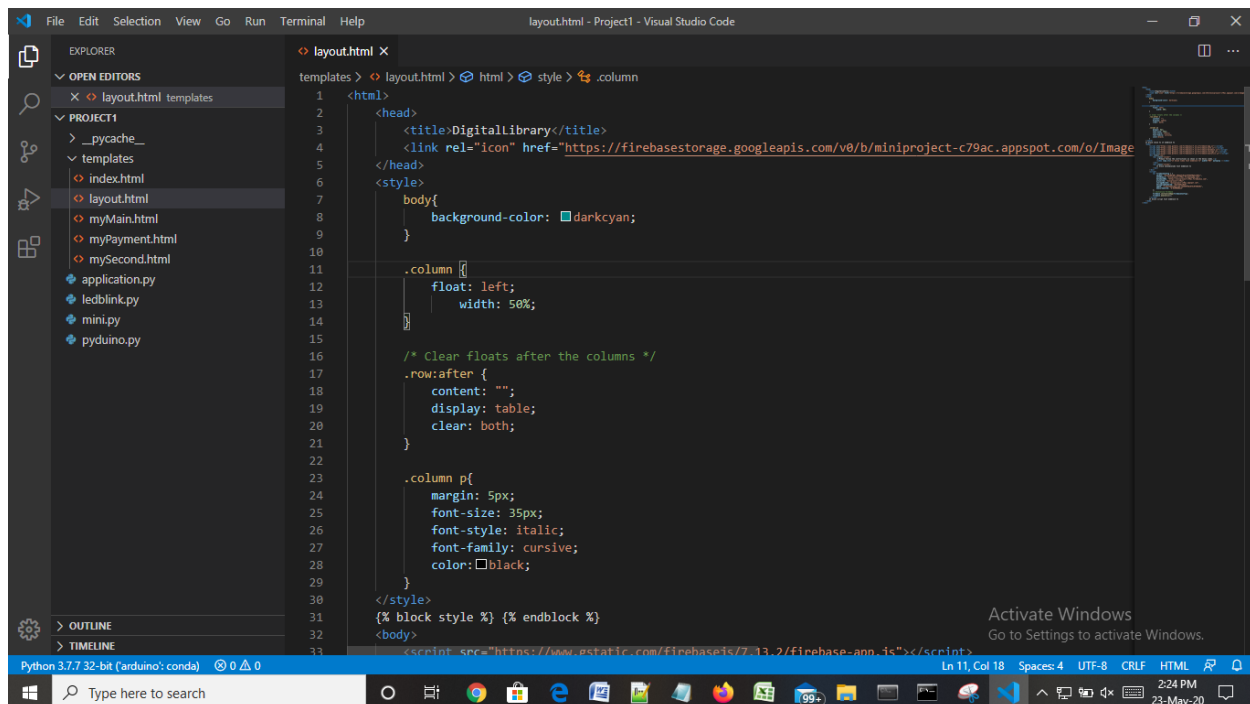 File Edit Selection View Go Run Terminal Help layout.html - Project1 - Visual Studio Code
EXPLORER
OPEN EDITORS
layout.html templates
PROJECT1
__pycache__
templates
index.html
layout.html
myMain.html
myPayment.html
mySecond.html
application.py
ledblink.py
mini.py
pyduino.py
OUTLINE
TIMELINE
layout.html
templates > layout.html > html > style > .column
1 <html>
2 <head>
3 <title>DigitalLibrary</title>
4 <link rel="icon" href="https://firebasestorage.googleapis.com/v0/b/miniproject-c79ac.appspot.com/o/Image
5 </head>
6 <style>
7 body{
8 background-color: darkcyan;
9 }
10
11 .column {
12 float: left;
13 width: 50%;
14 }
15
16 /* Clear floats after the columns */
17 .row:after {
18 content: "";
19 display: table;
20 clear: both;
21 }
22
23 .column p{
24 margin: 5px;
25 font-size: 35px;
26 font-style: italic;
27 font-family: cursive;
28 color:black;
29 }
30 </style>
31 {% block style %} {% endblock %}
32 <body>
33 <script src="https://www.gstatic.com/firebasejs/7.13.2/firebase-app.js"></script>
Activate Windows
Go to Settings to activate Windows.
Python 3.7.7 32-bit ('arduino': conda) 0 0 Ln 11, Col 18 Spaces: 4 UTF-8 CRLF HTML
Type here to search
99+
2:24 PM
23-May-20